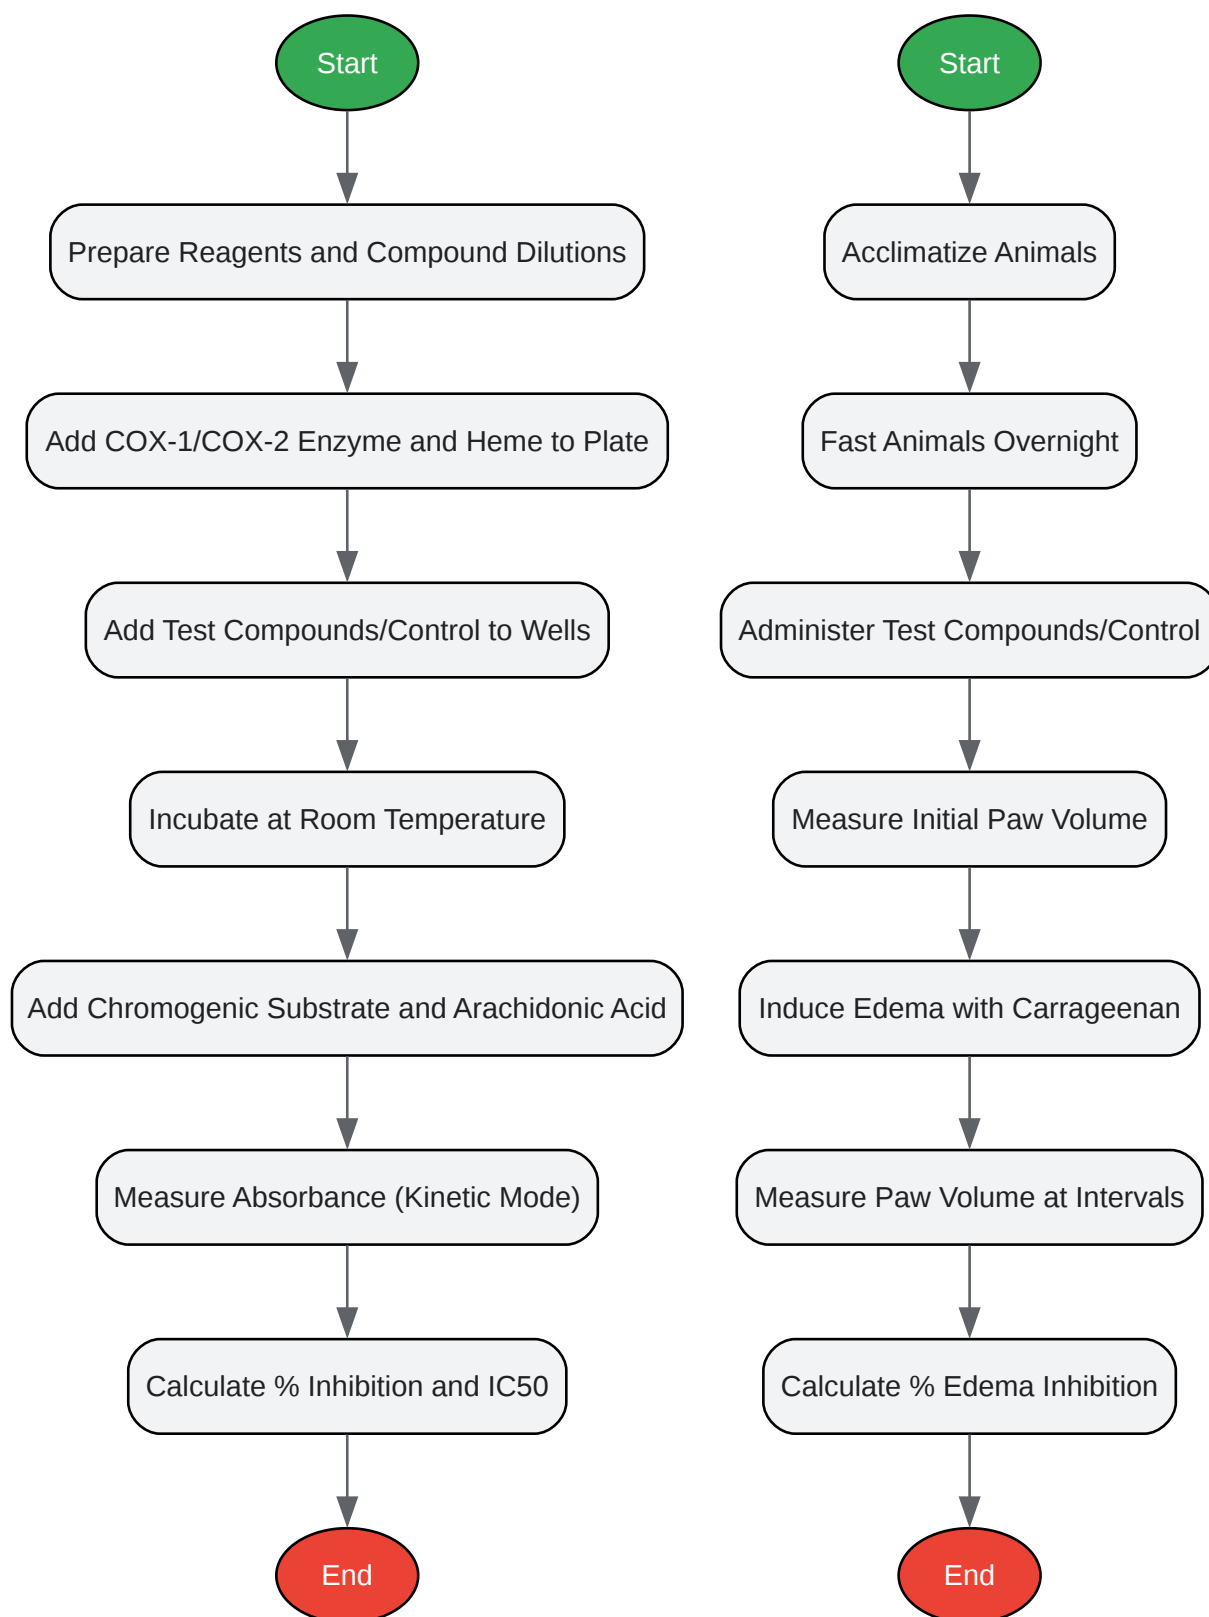 Start
Prepare Reagents and Compound Dilutions
Add COX-1/COX-2 Enzyme and Heme to Plate
Add Test Compounds/Control to Wells
Incubate at Room Temperature
Add Chromogenic Substrate and Arachidonic Acid
Measure Absorbance (Kinetic Mode)
Calculate % Inhibition and IC50
End
Start
Acclimatize Animals
Fast Animals Overnight
Administer Test Compounds/Control
Measure Initial Paw Volume
Induce Edema with Carrageenan
Measure Paw Volume at Intervals
Calculate % Edema Inhibition
End